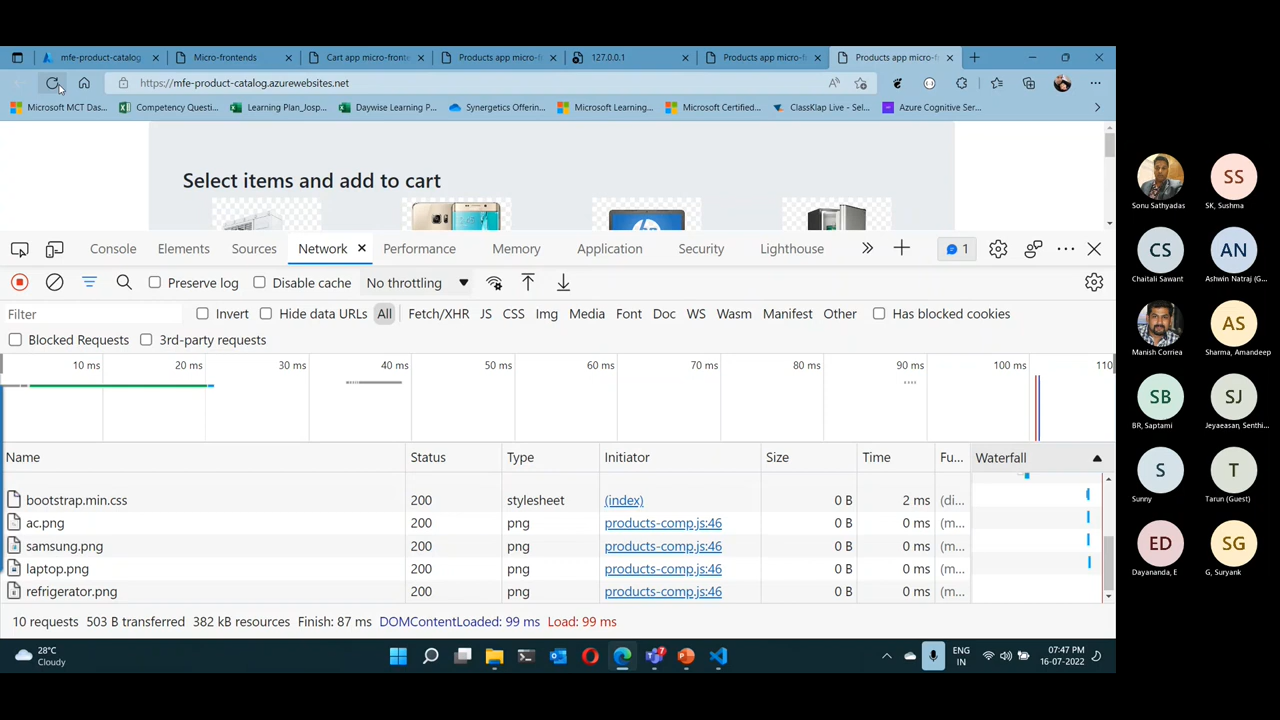 mfe-product-catalog
Micro-frontends
Cart app micro-fronte
Products app micro-f
127.0.0.1
Products app micro-f
Products app micro-f
https://mfe-product-catalog.azurewebsites.net
Microsoft MCT Das...
Competency Questi...
Learning Plan_Josp...
Daywise Learning P...
Synergetics Offerin...
Microsoft Learning...
Microsoft Certified...
ClassKlap Live - Sel...
Azure Cognitive Ser...
Select items and add to cart
Console
Elements
Sources
Network
Performance
Memory
Application
Security
Lighthouse
1
Preserve log
Disable cache
No throttling
Filter
Invert
Hide data URLs
All
Fetch/XHR
JS
CSS
Img
Media
Font
Doc
WS
Wasm
Manifest
Other
Has blocked cookies
Blocked Requests
3rd-party requests
10 ms
20 ms
30 ms
40 ms
50 ms
60 ms
70 ms
80 ms
90 ms
100 ms
110
Name Status Type Initiator Size Time Fu... Waterfall
bootstrap.min.css 200 stylesheet (index) 0 B 2 ms (di...
ac.png 200 png products-comp.js:46 0 B 0 ms (m...
samsung.png 200 png products-comp.js:46 0 B 0 ms (m...
laptop.png 200 png products-comp.js:46 0 B 0 ms (m...
refrigerator.png 200 png products-comp.js:46 0 B 0 ms (m...
10 requests 503 B transferred 382 kB resources Finish: 87 ms DOMContentLoaded: 99 ms Load: 99 ms
28°C
Cloudy
7
ENG
IN
07:47 PM
16-07-2022
Sonu Sathyadas
SS
SK, Sushma
CS
Chaitali Sawant
AN
Ashwin Natraj (G...
Manish Corriea
AS
Sharma, Amandeep
SB
BR, Saptami
SJ
Jeyaeasan, Senthi...
S
Sunny
T
Tarun (Guest)
ED
Dayananda, E
SG
G, Suryank